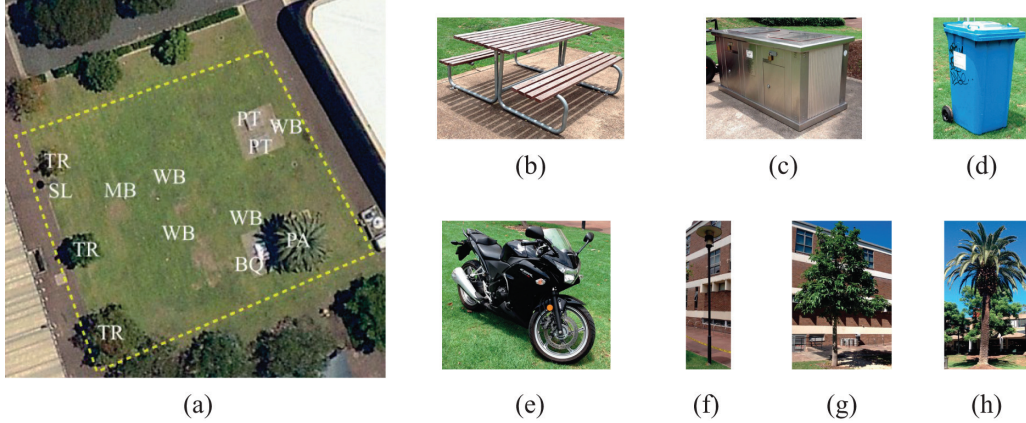 PT
WB
PT
TR
SL
MB
WB
WB
WB
PA
TR
BQ
TR
(a)
(b)
(c)
(d)
(e)
(f)
(g)
(h)